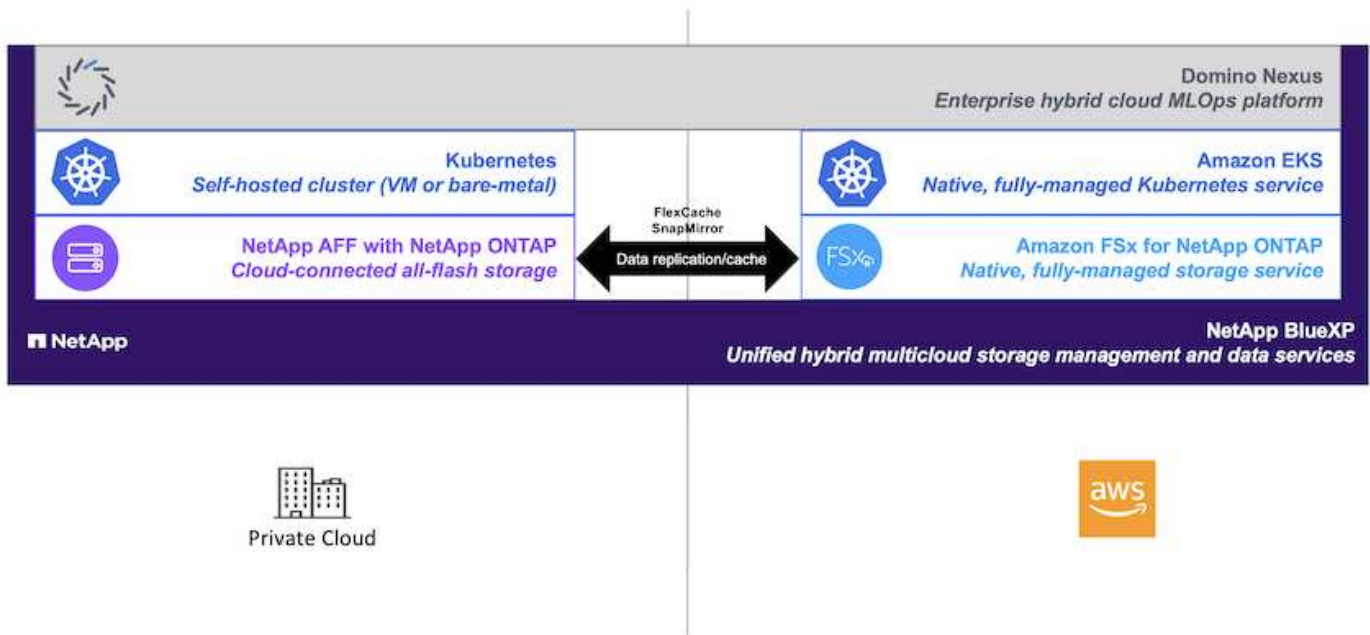 Domino Nexus
Enterprise hybrid cloud MLOps platform
Kubernetes
Self-hosted cluster (VM or bare-metal)
Amazon EKS
Native, fully-managed Kubernetes service
FlexCache
SnapMirror
Data replication/cache
NetApp AFF with NetApp ONTAP
Cloud-connected all-flash storage
FSx
Amazon FSx for NetApp ONTAP
Native, fully-managed storage service
NetApp
NetApp BlueXP
Unified hybrid multicloud storage management and data services
Private Cloud
aws